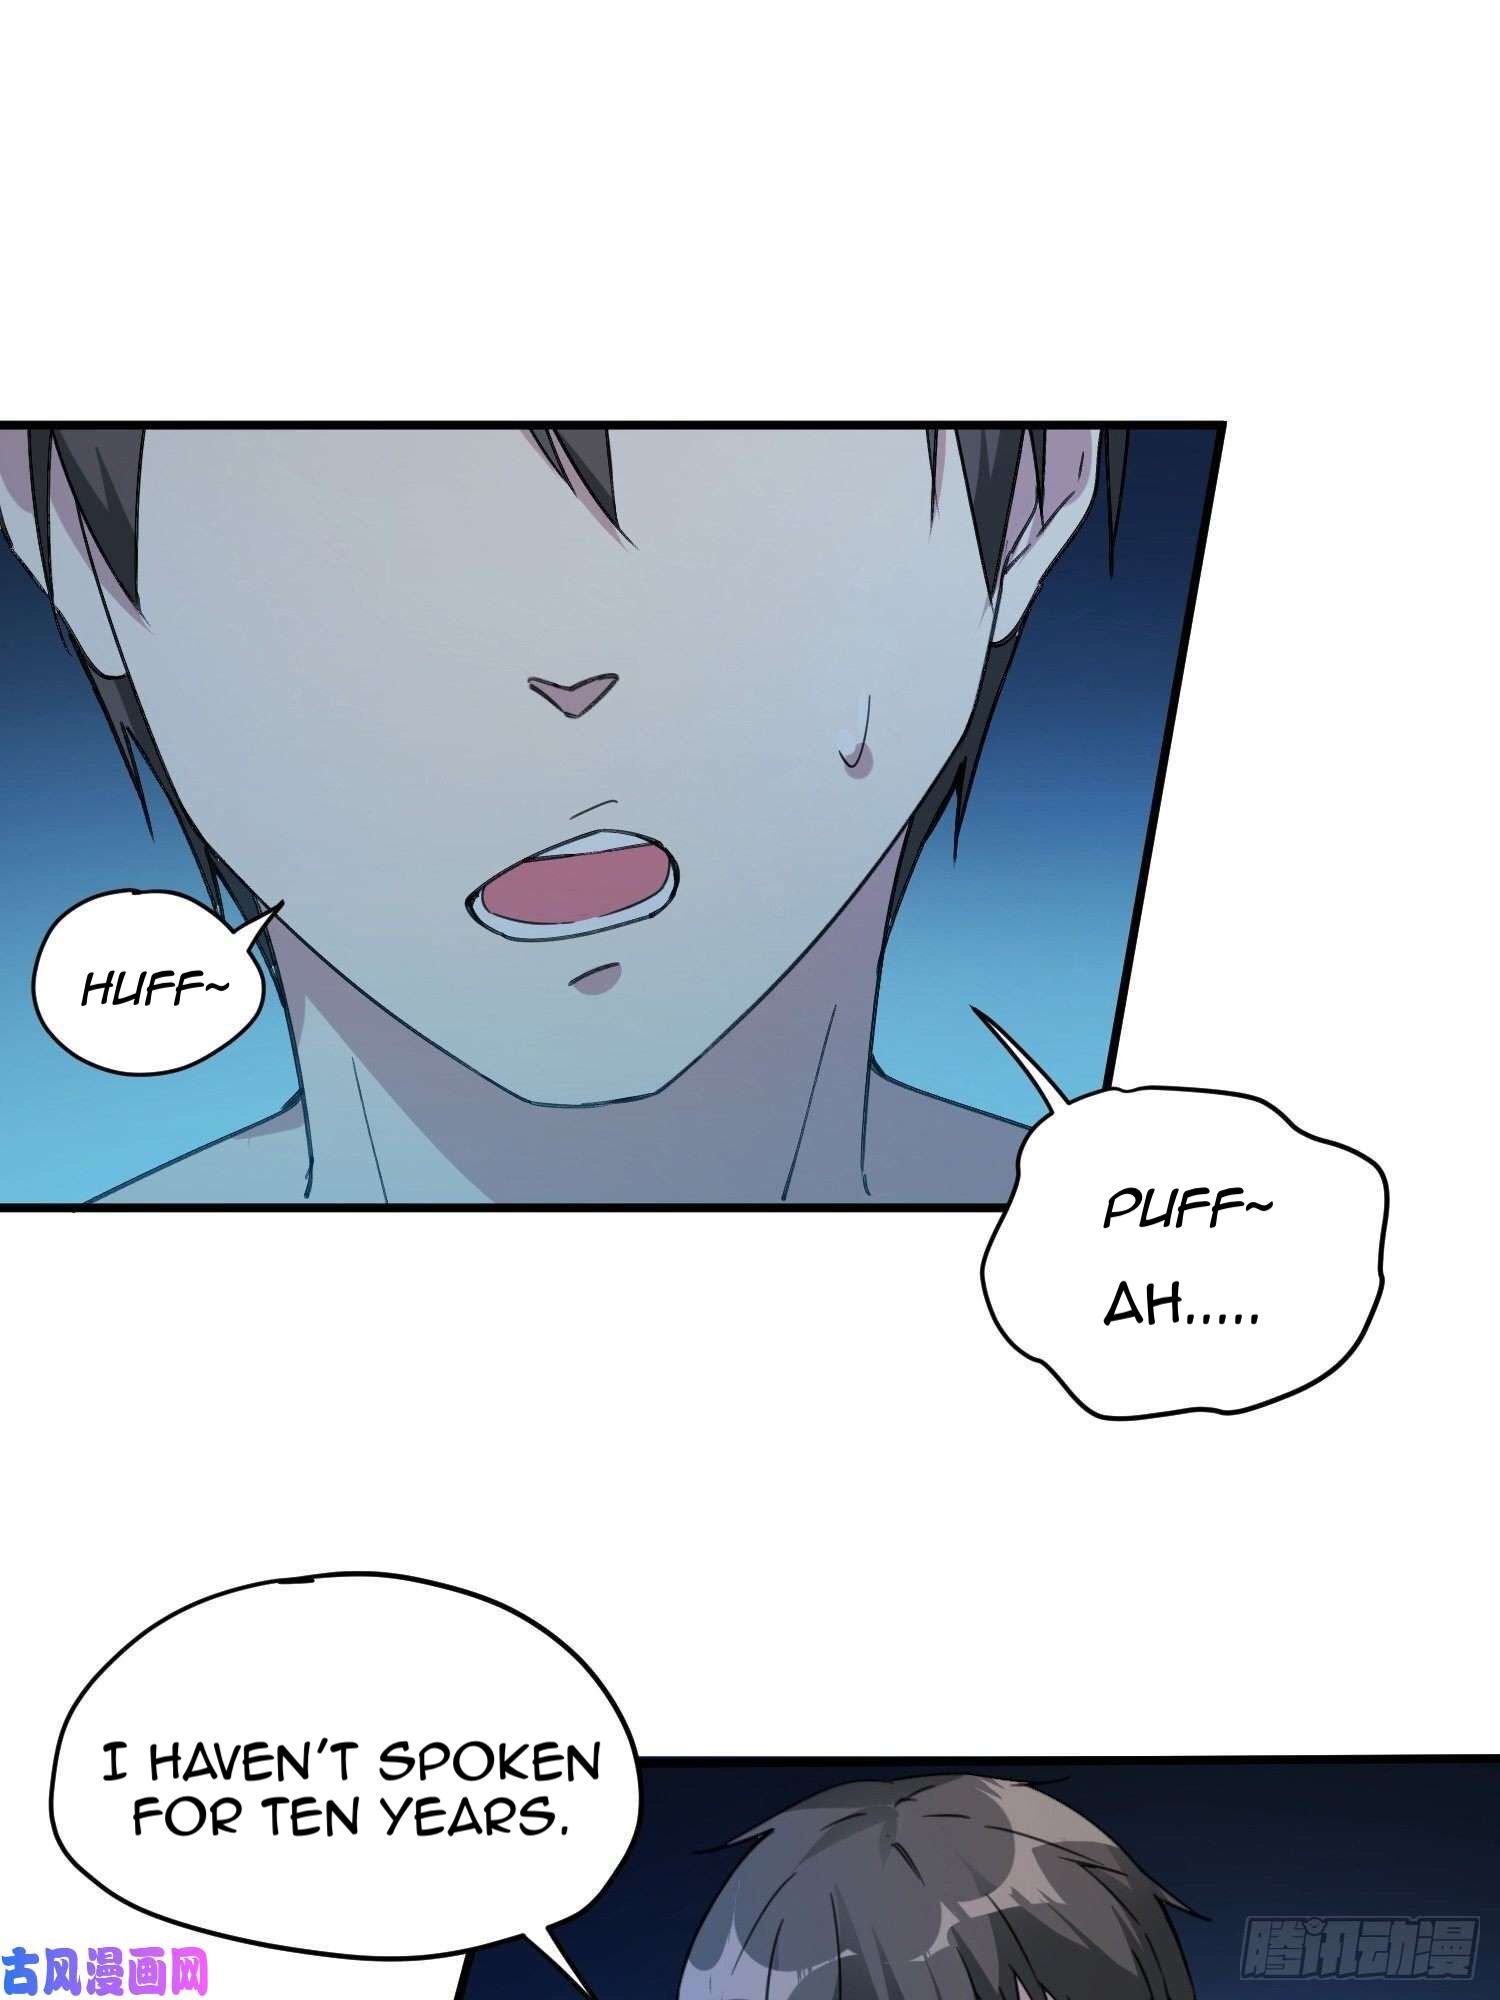 HUFF~
PUFF~
AH.....
I HAVEN'T SPOKEN
FOR TEN YEARS.
古风漫画网
腾讯动漫